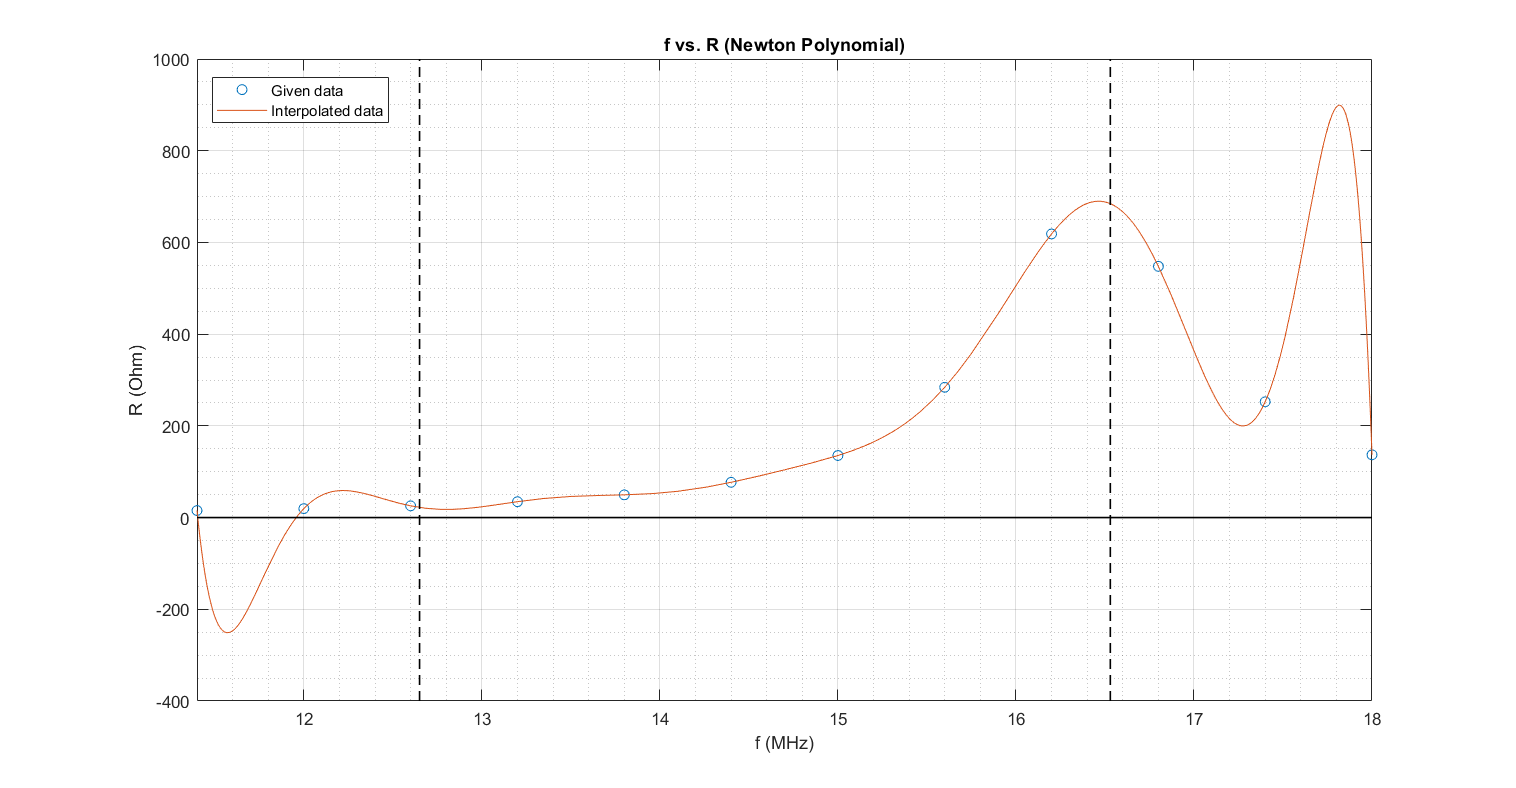 f vs. R (Newton Polynomial)
Given data
Interpolated data
1000
800
600
400
200
0
-200
-400
R (Ohm)
12 13 14 15 16 17 18
f (MHz)